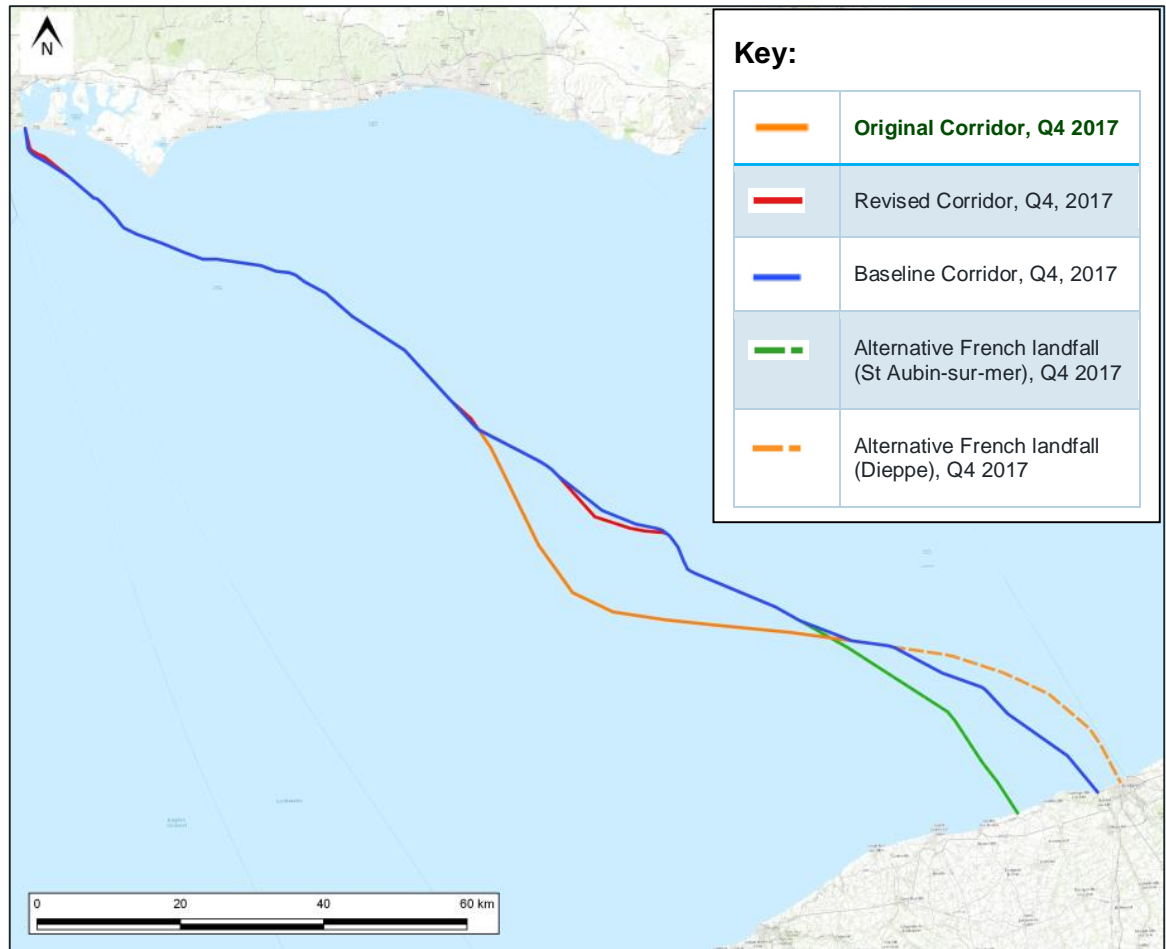 N
Key:
Original Corridor, Q4 2017
Revised Corridor, Q4, 2017
Baseline Corridor, Q4, 2017
Alternative French landfall
(St Aubin-sur-mer), Q4 2017
Alternative French landfall
(Dieppe), Q4 2017
0 20 40 60 km